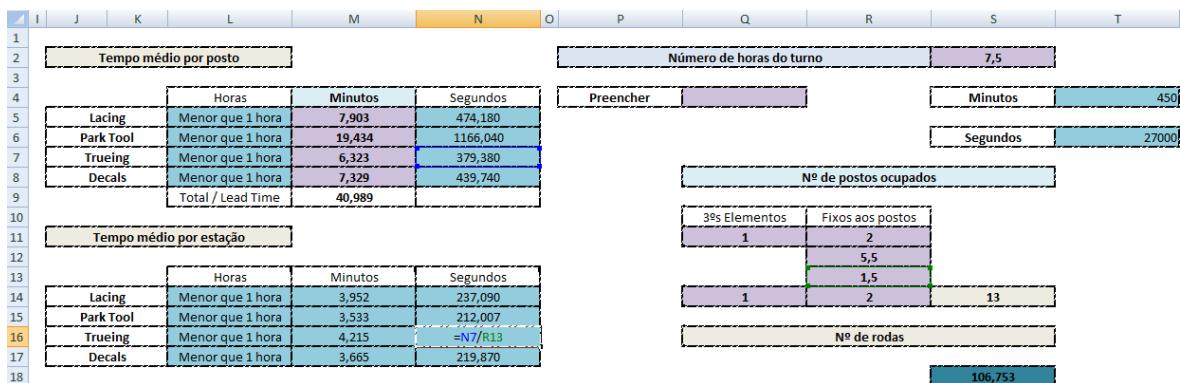 I J K L M N O P Q R S T
1
2 Tempo médio por posto Número de horas do turno 7,5
3
4 Horas Minutos Segundos Preencher Minutos 450
5 Lacing Menor que 1 hora 7,903 474,180
6 Park Tool Menor que 1 hora 19,434 1166,040 Segundos 27000
7 Trueing Menor que 1 hora 6,323 379,380
8 Decals Menor que 1 hora 7,329 439,740 Nº de postos ocupados
9 Total / Lead Time 40,989
10 3ºs Elementos Fixos aos postos
11 Tempo médio por estação 1 2
12 5,5
13 Horas Minutos Segundos 1,5
14 Lacing Menor que 1 hora 3,952 237,090 1 2 13
15 Park Tool Menor que 1 hora 3,533 212,007
16 Trueing Menor que 1 hora 4,215 =N7/R13 Nº de rodas
17 Decals Menor que 1 hora 3,665 219,870
18 106,753